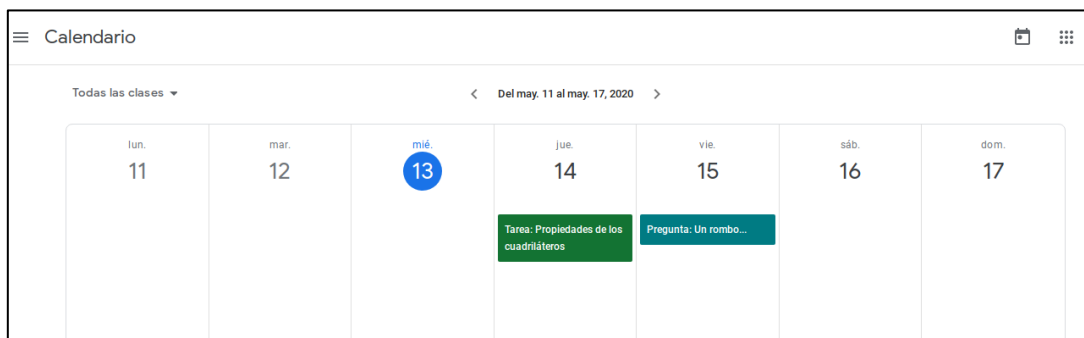 Calendario
Todas las clases
Del may. 11 al may. 17, 2020
lun.
11
mar.
12
mié.
13
jue.
14
vie.
15
sáb.
16
dom.
17
Tarea: Propiedades de los
cuadriláteros
Pregunta: Un rombo...